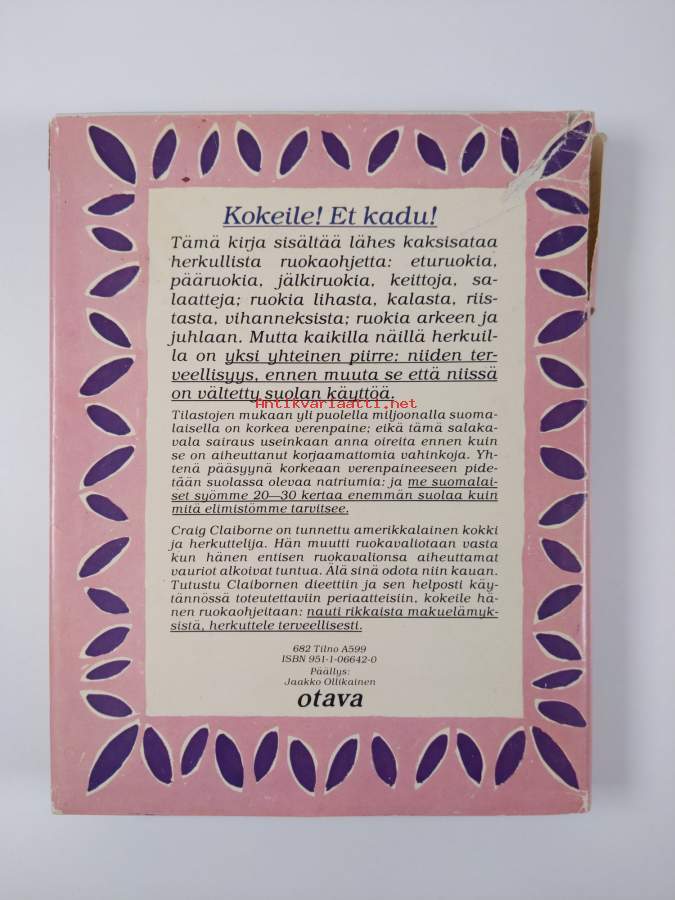 Kokeile! Et kadu!
Tämä kirja sisältää lähes kaksisataa
herkullista ruokaohjetta: eturuokia,
pääruokia, jälkiruokia, keittoja, sa-
laatteja; ruokia lihasta, kalasta, riis-
tasta, vihanneksista; ruokia arkeen ja
juhlaan. Mutta kaikilla näillä herkuil-
la on yksi yhteinen piirre: niiden ter-
veellisyys, ennen muuta se että niissä
on vältetty suolan käyttöä.
Antikvariaatti.net
Tilastojen mukaan yli puolella miljoonalla suoma-
laisella on korkea verenpaine; eikä tämä salaka-
vala sairaus useinkaan anna oireita ennen kuin
se on aiheuttanut korjaamattomia vahinkoja. Yh-
tenä pääsyynä korkeaan verenpaineeseen pide-
tään suolassa olevaa natriumia: ja me suomalai-
set syömme 20—30 kertaa enemmän suolaa kuin
mitä elimistömme tarvitsee.
Craig Claiborne on tunnettu amerikkalainen kokki
ja herkuttelija. Hän muutti ruokavaliotaan vasta
kun hänen entisen ruokavalionsa aiheuttamat
vauriot alkoivat tuntua. Älä sinä odota niin kauan.
Tutustu Claibornen dieettiin ja sen helposti käy-
tännössä toteutettaviin periaatteisiin, kokeile hä-
nen ruokaohjeitaan: nauti rikkaista makuelämyk-
sistä, herkuttele terveellisesti.
682 Tilno A599
ISBN 951-1-06642-0
Päällys:
Jaakko Ollikainen
otava